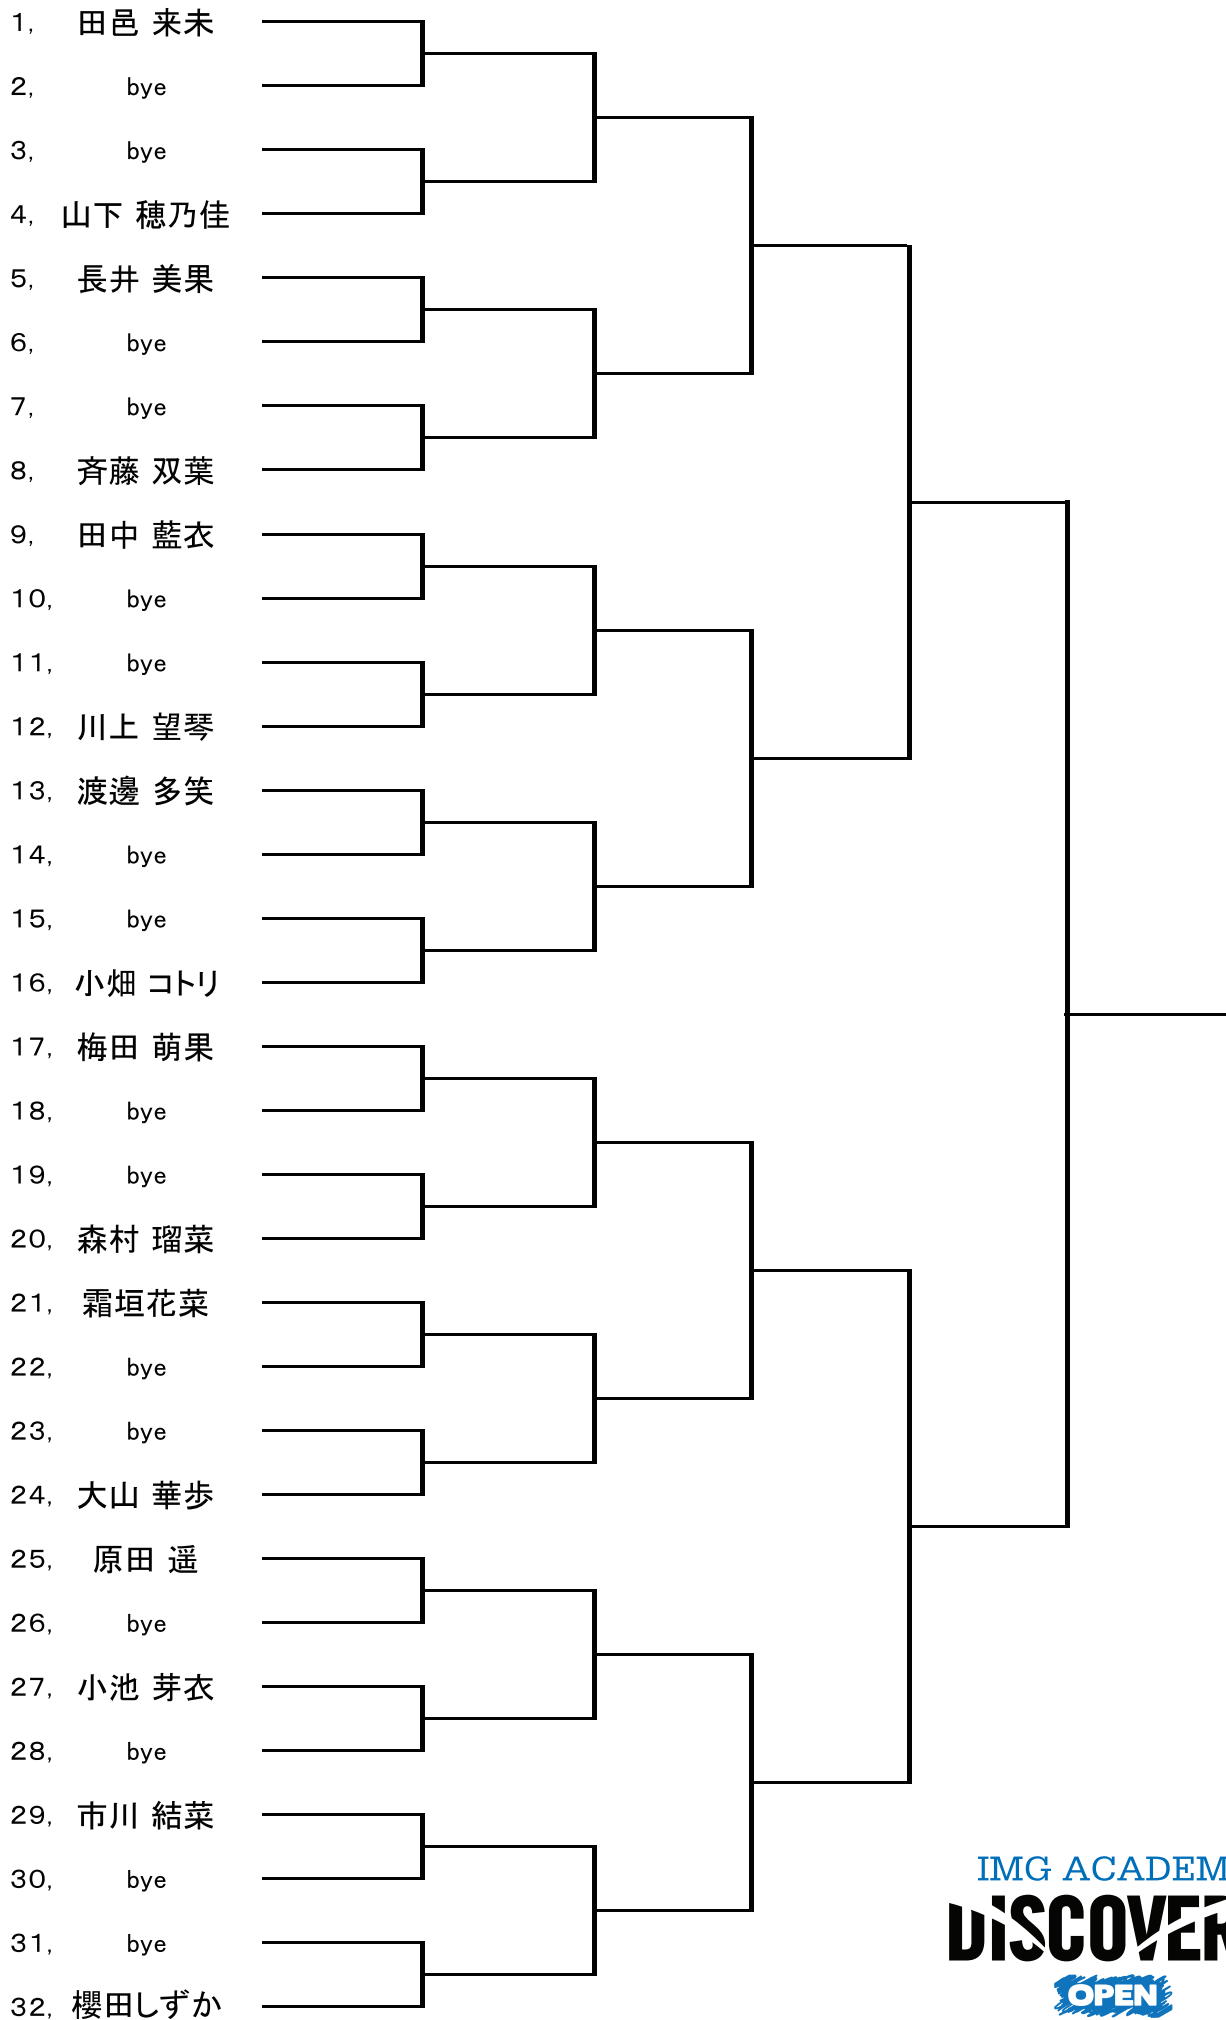 1, 田邑 来未
2, bye
3, bye
4, 山下 穂乃佳
5, 長井 美果
6, bye
7, bye
8, 斉藤 双葉
9, 田中 藍衣
10, bye
11, bye
12, 川上 望琴
13, 渡邊 多笑
14, bye
15, bye
16, 小畑 コトリ
17, 梅田 萌果
18, bye
19, bye
20, 森村 瑠菜
21, 霜垣花菜
22, bye
23, bye
24, 大山 華歩
25, 原田 遥
26, bye
27, 小池 芽衣
28, bye
29, 市川 結菜
30, bye
31, bye
32, 櫻田しずか
IMG ACADEM
DiSCOVER
OPEN